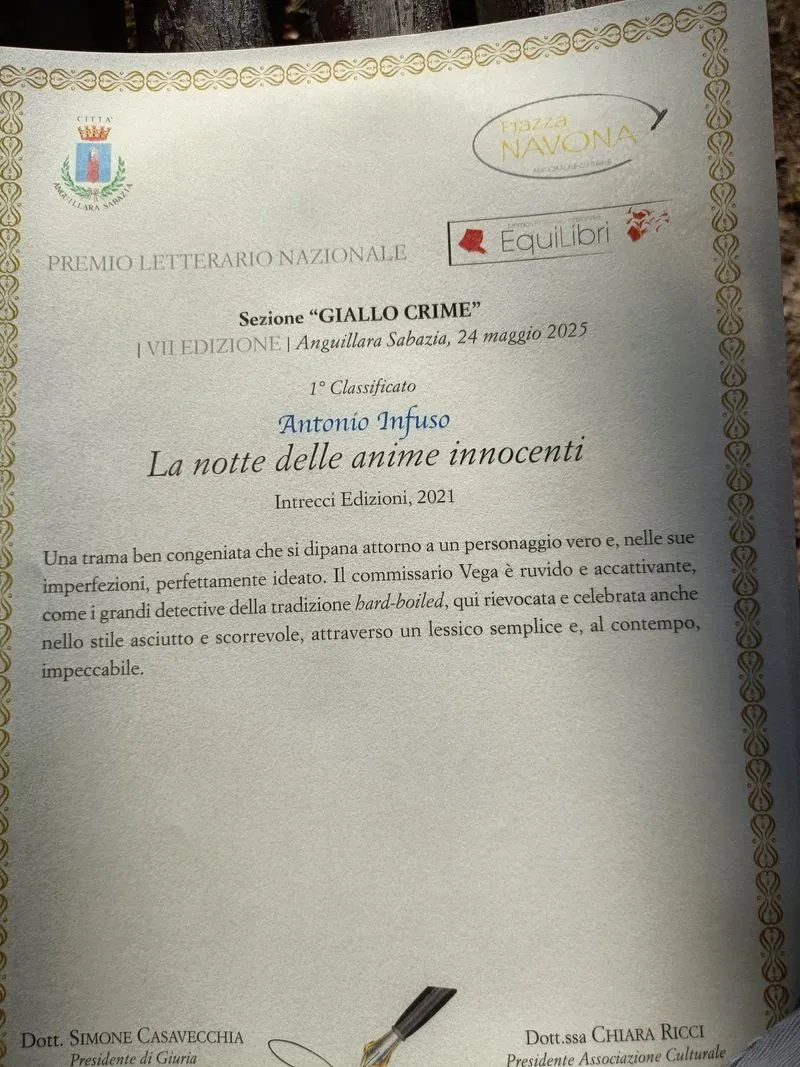 CITTA'
ANGUILLARA SABAZIA
Piazza
NAVONA
ASSOCIAZIONE CULTURALE
PREMIO LETTERARIO NAZIONALE
EquiLibri
Sezione “GIALLO CRIME”
| VII EDIZIONE | Anguillara Sabazia, 24 maggio 2025
1° Classificato
Antonio Infuso
La notte delle anime innocenti
Intrecci Edizioni, 2021
Una trama ben congeniata che si dipana attorno a un personaggio vero e, nelle sue
imperfezioni, perfettamente ideato. Il commissario Vega è ruvido e accattivante,
come i grandi detective della tradizione hard-boiled, qui rievocata e celebrata anche
nello stile asciutto e scorrevole, attraverso un lessico semplice e, al contempo,
impeccabile.
Dott. SIMONE CASAVECCHIA
Presidente di Giuria
Dott.ssa CHIARA RICCI
Presidente Associazione Culturale